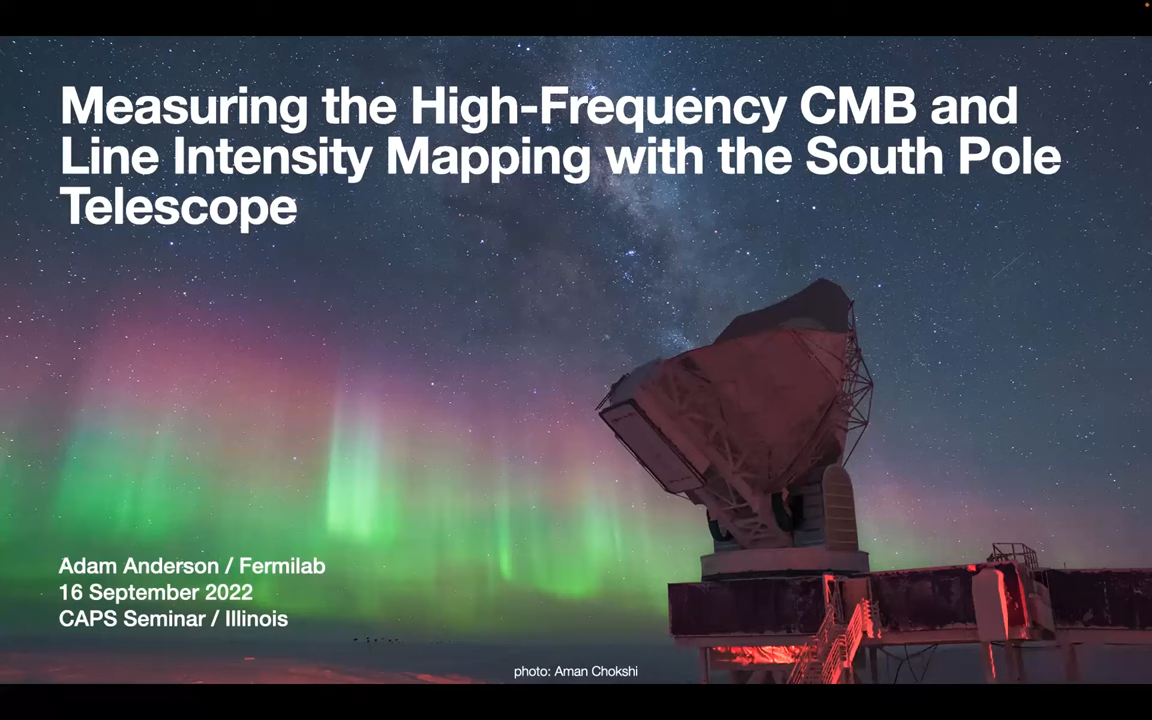 Measuring the High-Frequency CMB and
Line Intensity Mapping with the South Pole
Telescope
Adam Anderson / Fermilab
16 September 2022
CAPS Seminar / Illinois
photo: Aman Chokshi